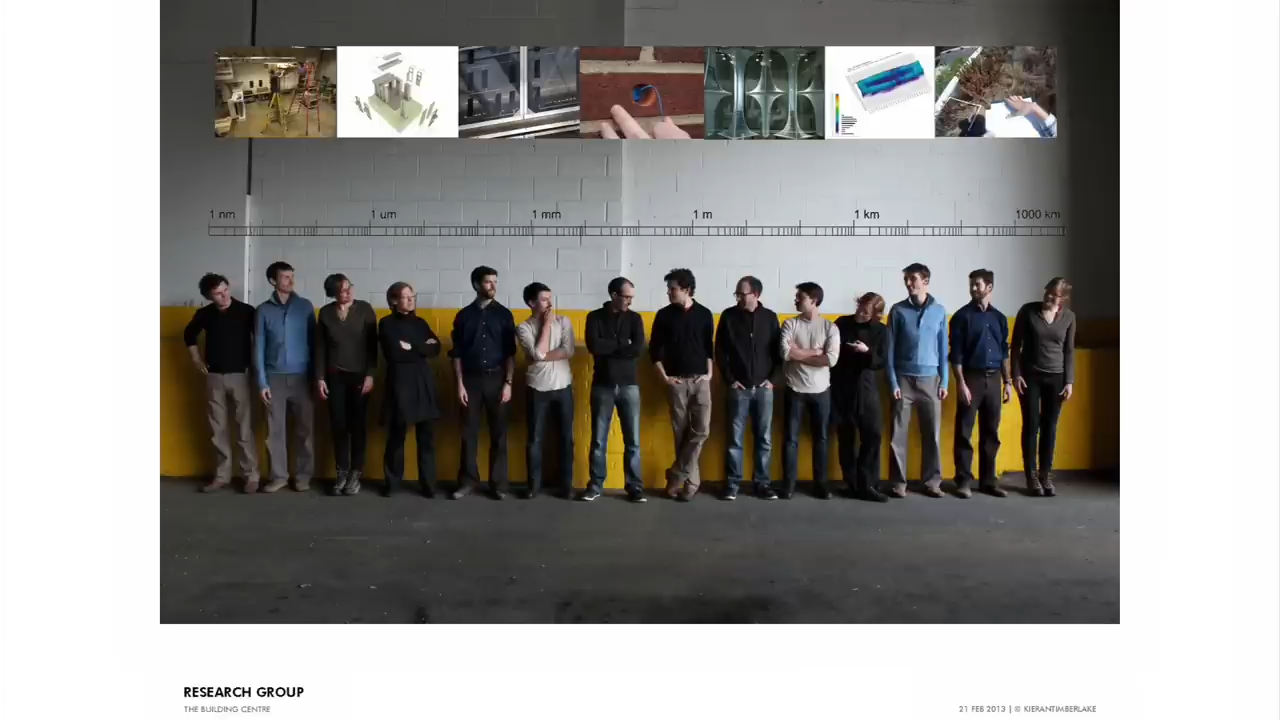 1 nm 1 um 1 mm 1 m 1 km 1000 km
RESEARCH GROUP
THE BUILDING CENTRE
21 FEB 2013 | © KIERANTIMBERLAKE